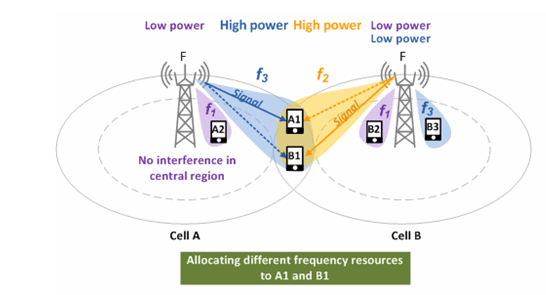 Low power
High power
High power
Low power
Low power
F
F
f3
f2
Signal
Signal
f1
A2
A1
B1
B2
f1
f3
B3
No interference in
central region
Cell A
Cell B
Allocating different frequency resources
to A1 and B1